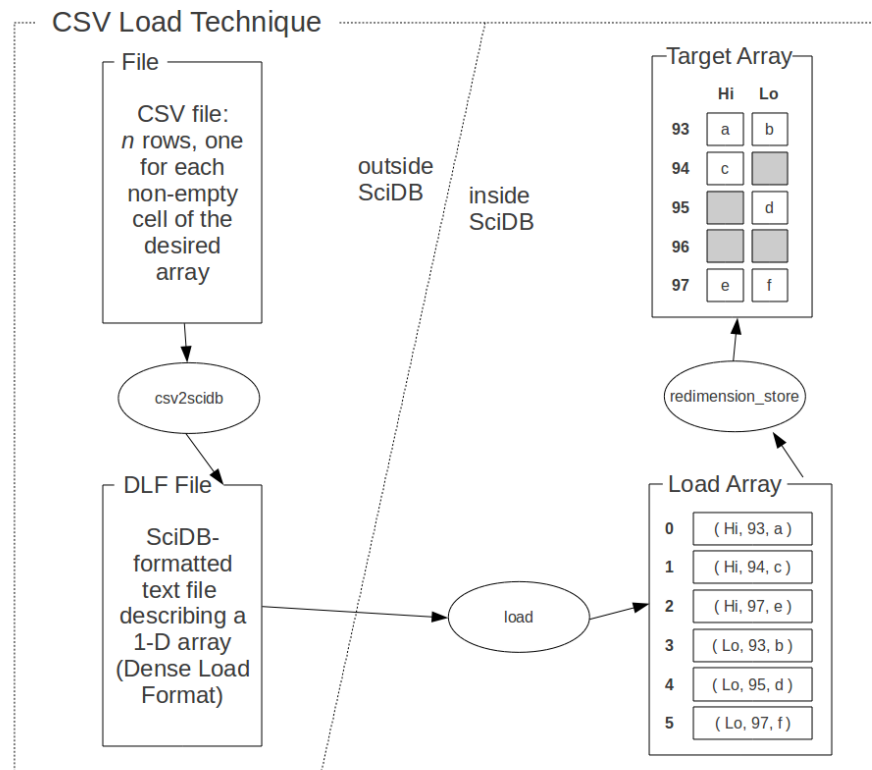 CSV Load Technique
File
CSV file:
n rows, one
for each
non-empty
cell of the
desired
array
csv2scidb
DLF File
SciDB-
formatted
text file
describing a
1-D array
(Dense Load
Format)
outside
SciDB
inside
SciDB
load
Load Array
0 ( Hi, 93, a )
1 ( Hi, 94, c )
2 ( Hi, 97, e )
3 ( Lo, 93, b )
4 ( Lo, 95, d )
5 ( Lo, 97, f )
redimension_store
Target Array
Hi Lo
93 a b
94 c
95 d
96
97 e f